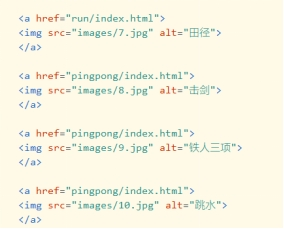 <a href="run/index.html">
<img src="images/7.jpg" alt="田径">
</a>
<a href="pingpong/index.html">
<img src="images/8.jpg" alt="击剑">
</a>
<a href="pingpong/index.html">
<img src="images/9.jpg" alt="铁人三项">
</a>
<a href="pingpong/index.html">
<img src="images/10.jpg" alt="跳水">
</a>